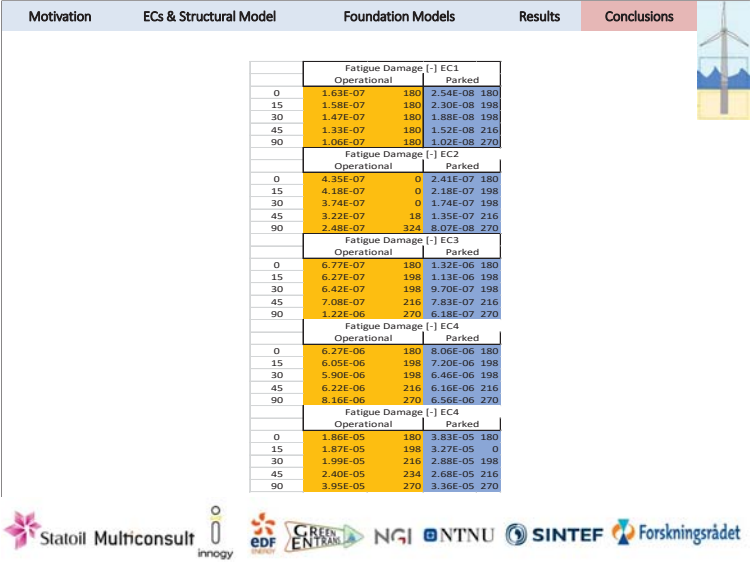 Motivation ECs & Structural Model Foundation Models Results Conclusions
Fatigue Damage [-] EC1
Operational Parked
0 1.63E-07 180 2.54E-08 180
15 1.58E-07 180 2.30E-08 198
30 1.47E-07 180 1.88E-08 198
45 1.33E-07 180 1.52E-08 216
90 1.06E-07 180 1.02E-08 270
Fatigue Damage [-] EC2
Operational Parked
0 4.35E-07 0 2.41E-07 180
15 4.18E-07 0 2.18E-07 198
30 3.74E-07 0 1.74E-07 198
45 3.22E-07 18 1.35E-07 216
90 2.48E-07 324 8.07E-08 270
Fatigue Damage [-] EC3
Operational Parked
0 6.77E-07 180 1.32E-06 180
15 6.27E-07 198 1.13E-06 198
30 6.42E-07 198 9.70E-07 198
45 7.08E-07 216 7.83E-07 216
90 1.22E-06 270 6.18E-07 270
Fatigue Damage [-] EC4
Operational Parked
0 6.27E-06 180 8.06E-06 180
15 6.05E-06 198 7.20E-06 198
30 5.90E-06 198 6.46E-06 198
45 6.22E-06 216 6.16E-06 216
90 8.16E-06 270 6.56E-06 270
Fatigue Damage [-] EC4
Operational Parked
0 1.86E-05 180 3.83E-05 180
15 1.87E-05 198 3.27E-05 0
30 1.99E-05 216 2.88E-05 198
45 2.40E-05 234 2.68E-05 216
90 3.95E-05 270 3.36E-05 270
Statoil Multiconsult innogy eDF ENERGY GREEN ENTRANS NGI NTNU SINTEF Forskningsrådet